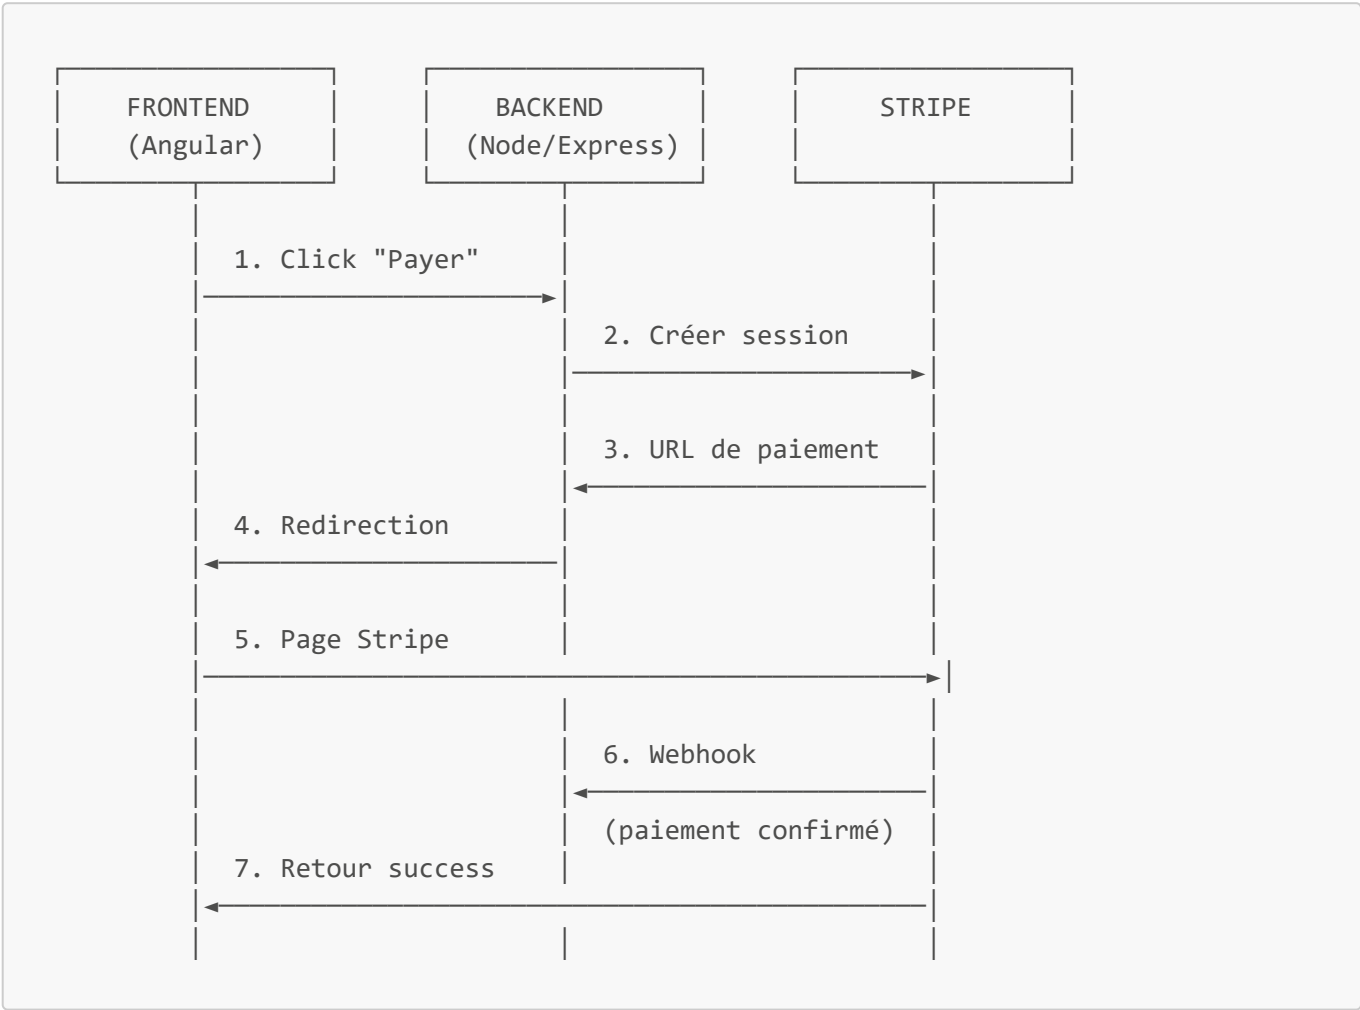 FRONTEND BACKEND STRIPE
(Angular) (Node/Express)
1. Click "Payer"
2. Créer session
3. URL de paiement
4. Redirection
5. Page Stripe
6. Webhook
(paiement confirmé)
7. Retour success